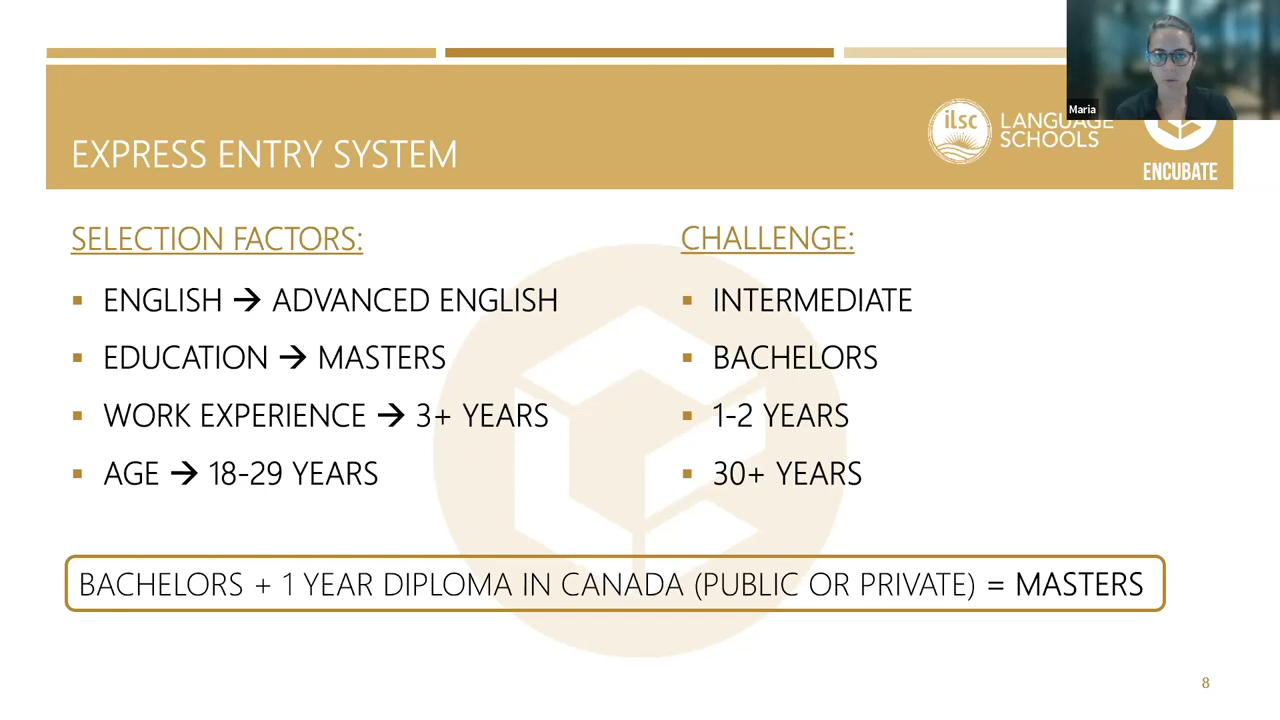 Maria
EXPRESS ENTRY SYSTEM
ilsc
LANGUAGE
SCHOOLS
ENCUBATE
SELECTION FACTORS:
▪ ENGLISH → ADVANCED ENGLISH
▪ EDUCATION → MASTERS
▪ WORK EXPERIENCE → 3+ YEARS
▪ AGE → 18-29 YEARS
CHALLENGE:
▪ INTERMEDIATE
▪ BACHELORS
▪ 1-2 YEARS
▪ 30+ YEARS
BACHELORS + 1 YEAR DIPLOMA IN CANADA (PUBLIC OR PRIVATE) = MASTERS
8